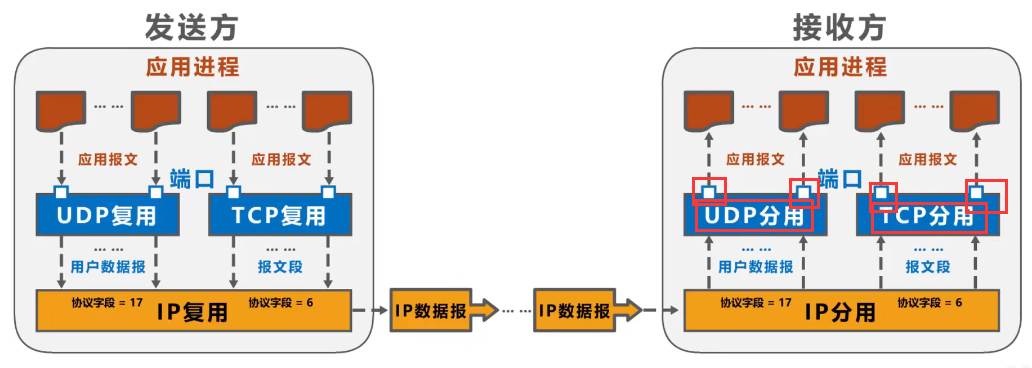 发送方
接收方
应用进程
应用进程
... ...
... ...
... ...
... ...
应用报文
应用报文
应用报文
应用报文
端口
端口
UDP复用
TCP复用
UDP分用
TCP分用
... ...
... ...
... ...
... ...
用户数据报
报文段
用户数据报
报文段
协议字段 = 17
协议字段 = 6
协议字段 = 17
协议字段 = 6
IP复用
IP数据报
... ...
IP数据报
IP分用